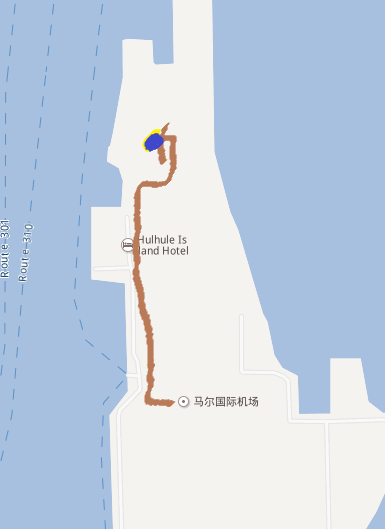 Route 301
Route 310
Hulhule Is
land Hotel
马尔国际机场